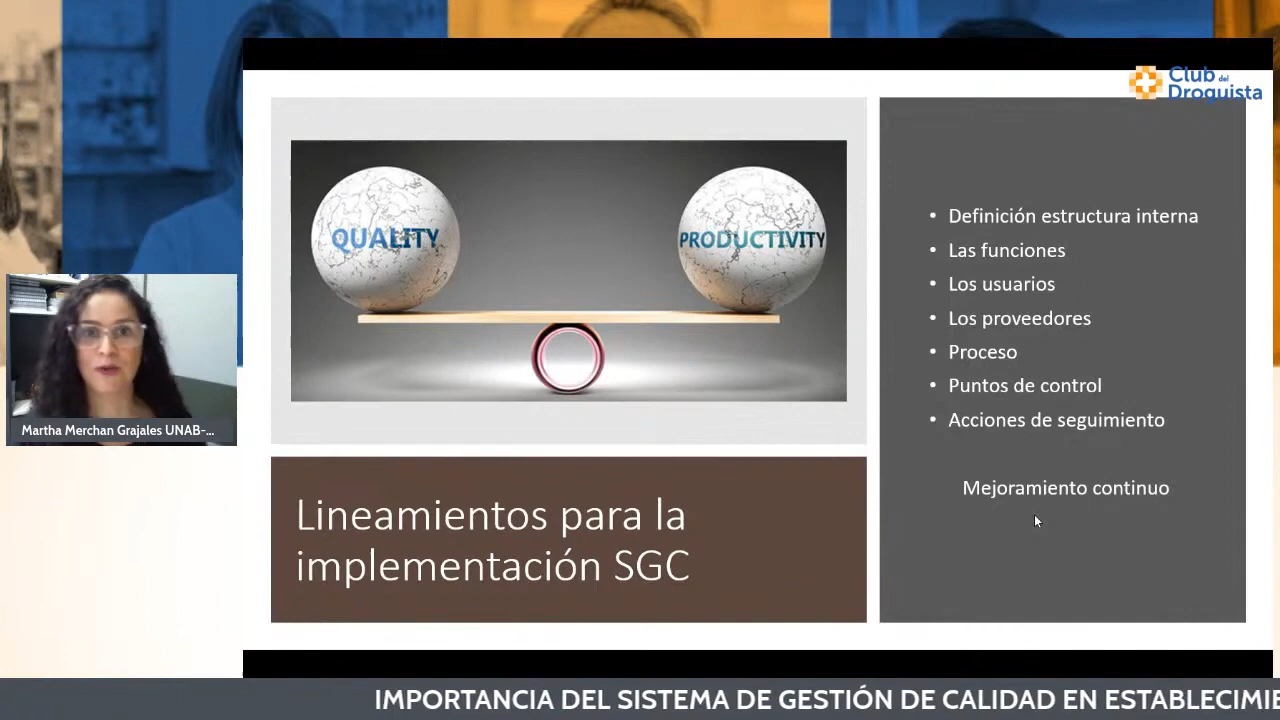 Club del
Droguista
QUALITY
PRODUCTIVITY
Definición estructura interna
Las funciones
Los usuarios
Los proveedores
Proceso
Puntos de control
Acciones de seguimiento
Mejoramiento continuo
Martha Merchan Grajales UNAB-...
Lineamientos para la
implementación SGC
IMPORTANCIA DEL SISTEMA DE GESTIÓN DE CALIDAD EN ESTABLECIMIE